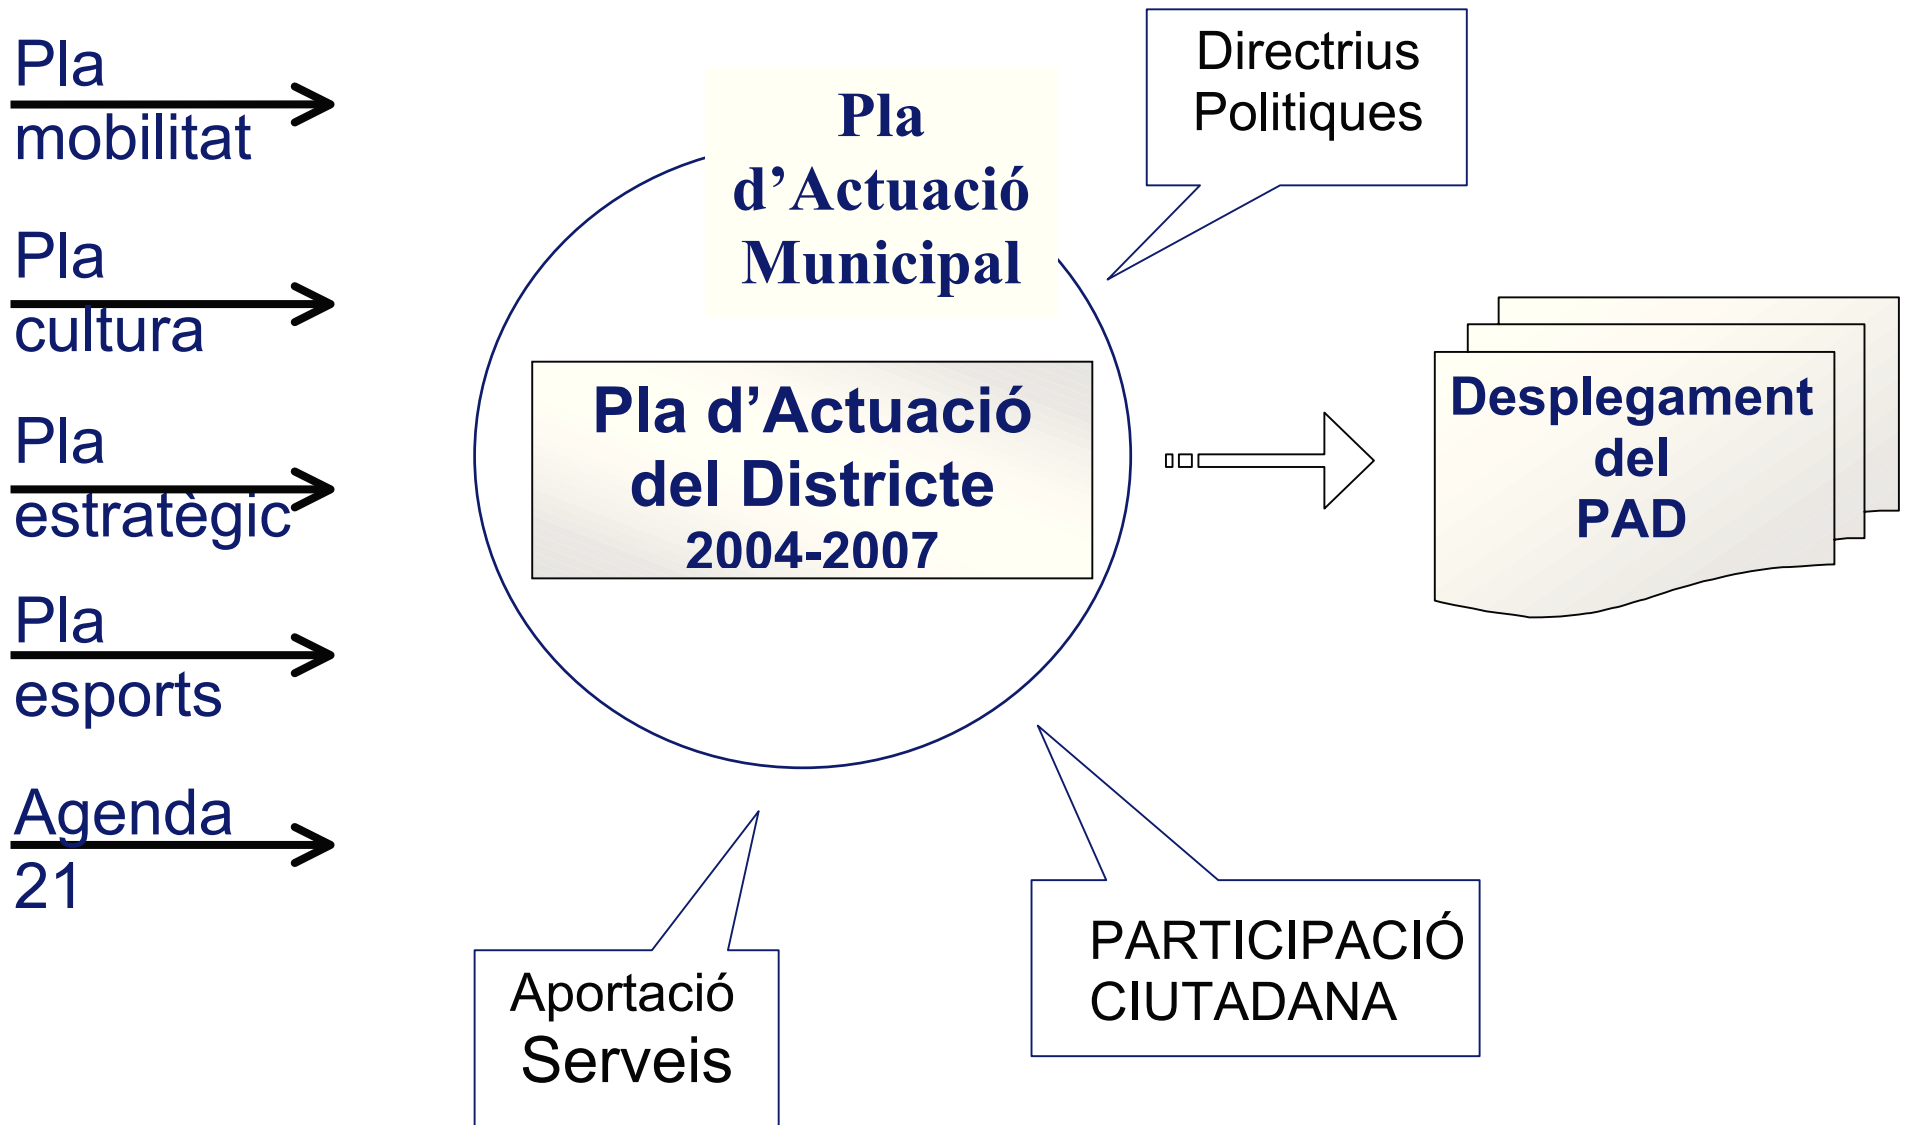 Pla
mobilitat
Pla
cultura
Pla
estratègic
Pla
esports
Agenda
21
Pla
d’Actuació
Municipal
Pla d’Actuació
del Districte
2004-2007
Directrius
Politiques
Desplegament
del
PAD
Aportació
Serveis
PARTICIPACIÓ
CIUTADANA